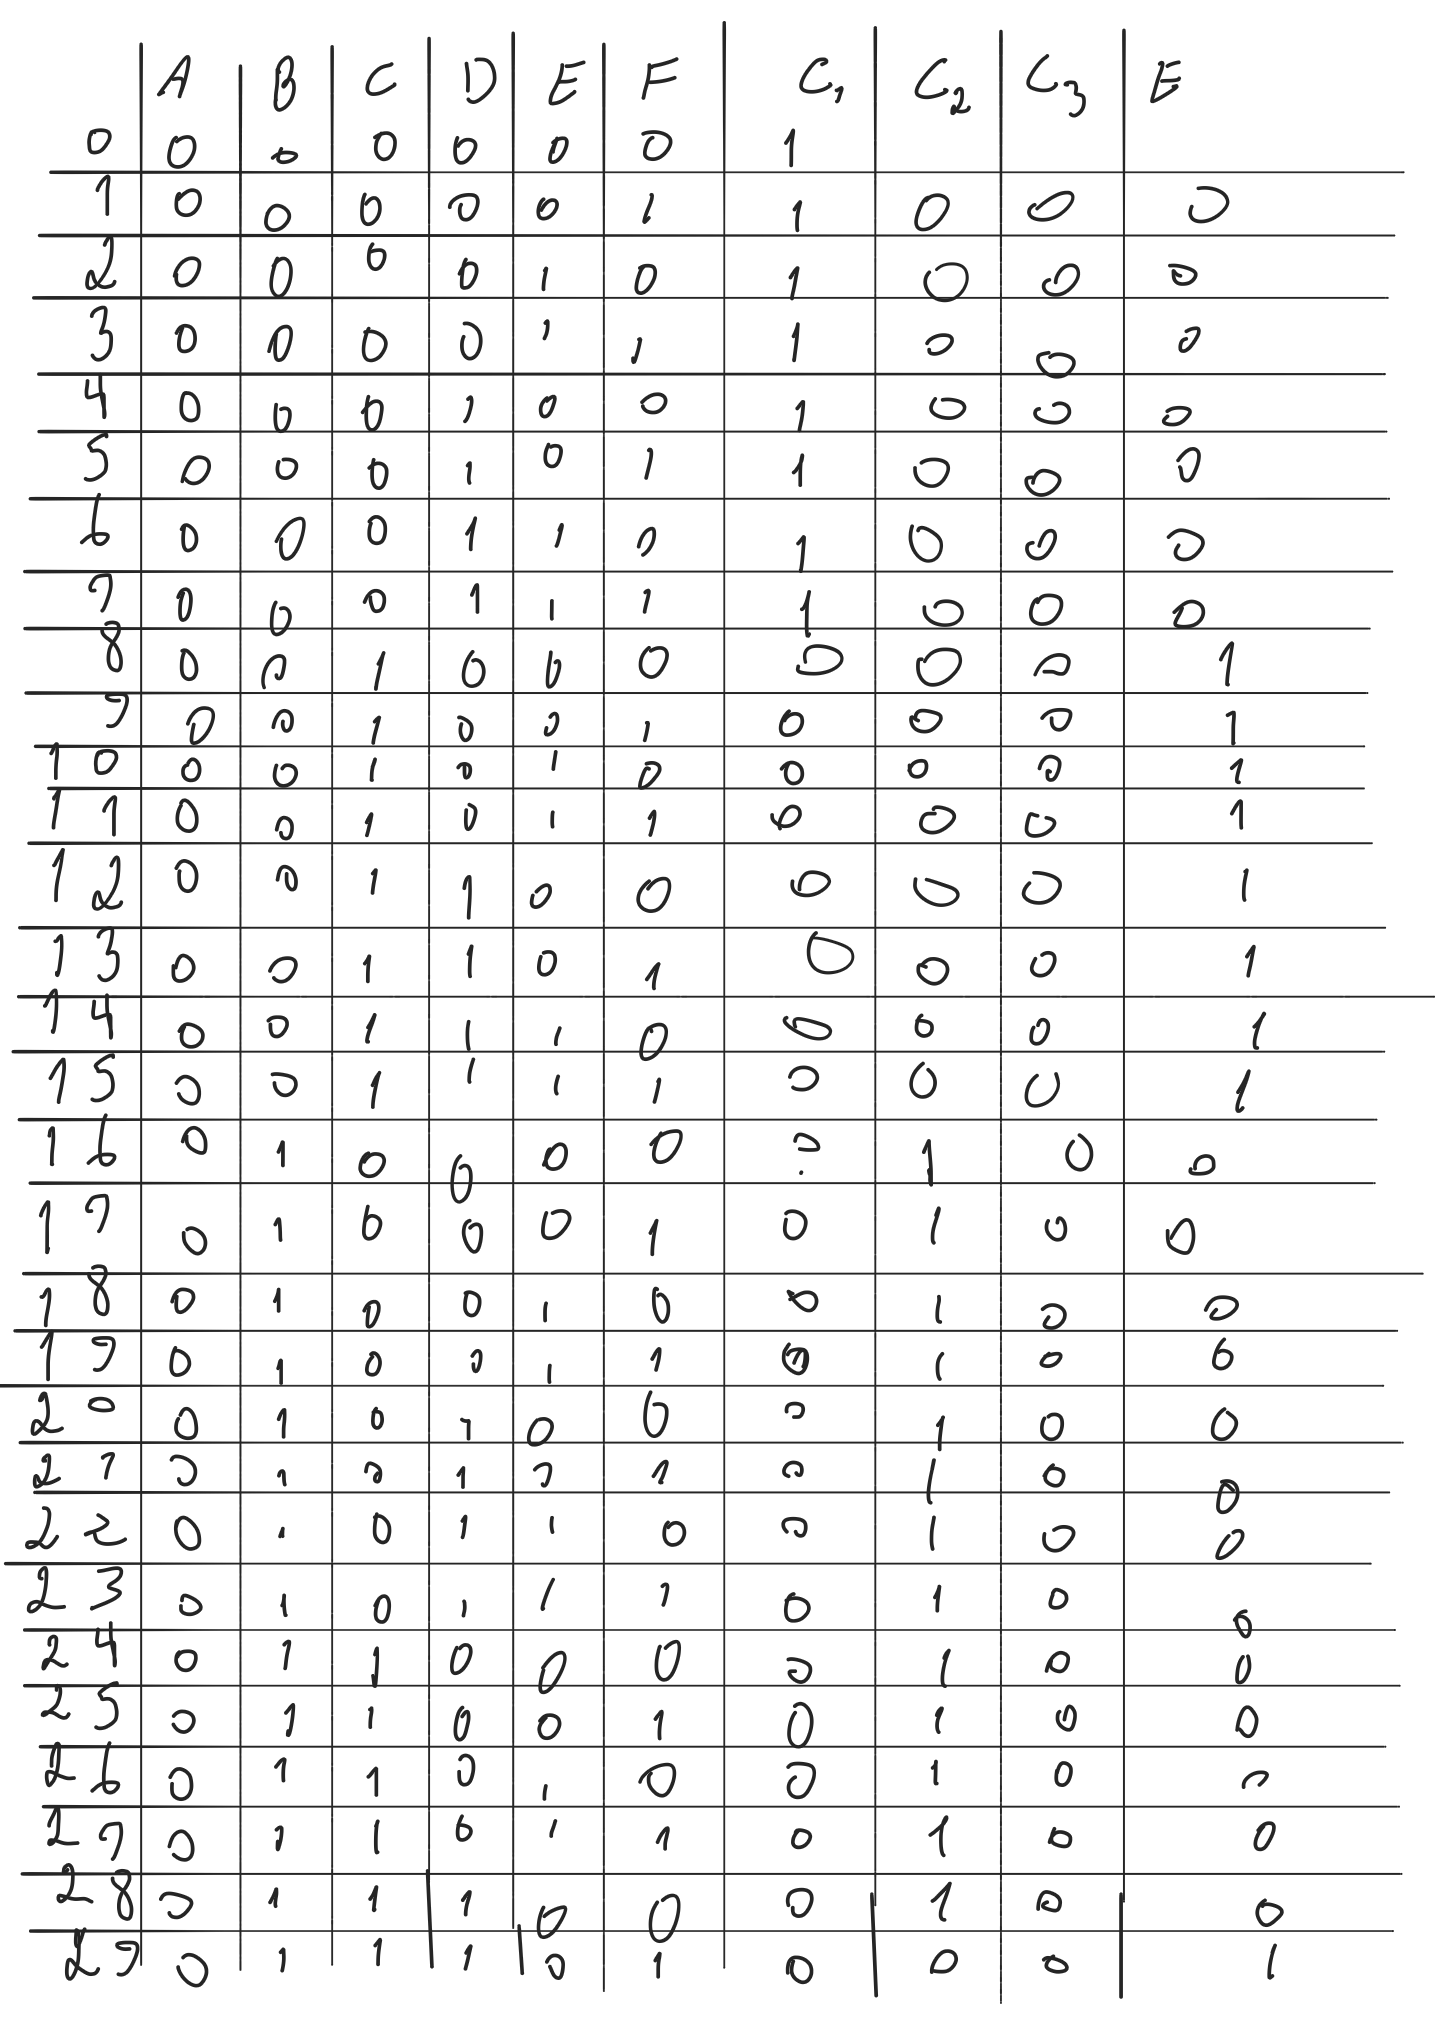 A B C D E F C₁ C₂ C₃ E
0 0 0 0 0 0 0 1
1 0 0 0 0 0 1 1 0 0 0
2 0 0 0 0 1 0 1 0 0 0
3 0 0 0 0 1 1 1 0 0 0
4 0 0 0 1 0 0 1 0 0 0
5 0 0 0 1 0 1 1 0 0 0
6 0 0 0 1 1 0 1 0 0 0
7 0 0 0 1 1 1 1 0 0 0
8 0 0 1 0 0 0 0 0 0 1
9 0 0 1 0 0 1 0 0 0 1
10 0 0 1 0 1 0 0 0 0 1
11 0 0 1 0 1 1 0 0 0 1
12 0 0 1 1 0 0 0 0 0 1
13 0 0 1 1 0 1 0 0 0 1
14 0 0 1 1 1 0 0 0 0 1
15 0 0 1 1 1 1 0 0 0 1
16 0 1 0 0 0 0 1 0 0
17 0 1 0 0 0 1 0 1 0 0
18 0 1 0 0 1 0 0 1 0 0
19 0 1 0 0 1 1 0 1 0 0
20 0 1 0 1 0 0 0 1 0 0
21 0 1 0 1 0 1 0 1 0 0
22 0 1 0 1 1 0 0 1 0 0
23 0 1 0 1 1 1 0 1 0 0
24 0 1 1 0 0 0 0 1 0 0
25 0 1 1 0 0 1 0 1 0 0
26 0 1 1 0 1 0 0 1 0 0
27 0 1 1 0 1 1 0 1 0 0
28 0 1 1 1 0 0 0 1 0 0
29 0 1 1 1 0 1 0 0 0 1